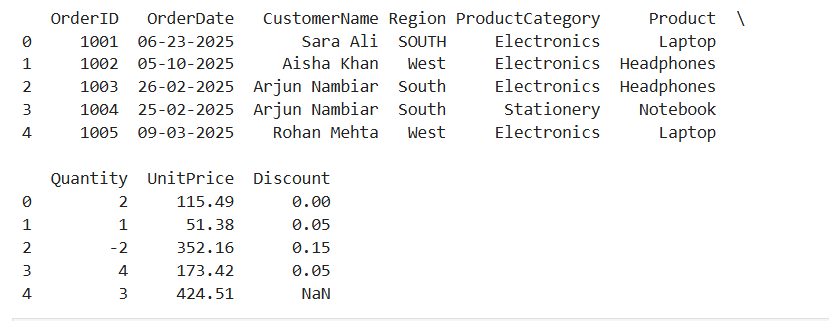 OrderID OrderDate CustomerName Region ProductCategory Product \
0 1001 06-23-2025 Sara Ali SOUTH Electronics Laptop
1 1002 05-10-2025 Aisha Khan West Electronics Headphones
2 1003 26-02-2025 Arjun Nambiar South Electronics Headphones
3 1004 25-02-2025 Arjun Nambiar South Stationery Notebook
4 1005 09-03-2025 Rohan Mehta West Electronics Laptop
Quantity UnitPrice Discount
0 2 115.49 0.00
1 1 51.38 0.05
2 -2 352.16 0.15
3 4 173.42 0.05
4 3 424.51 NaN